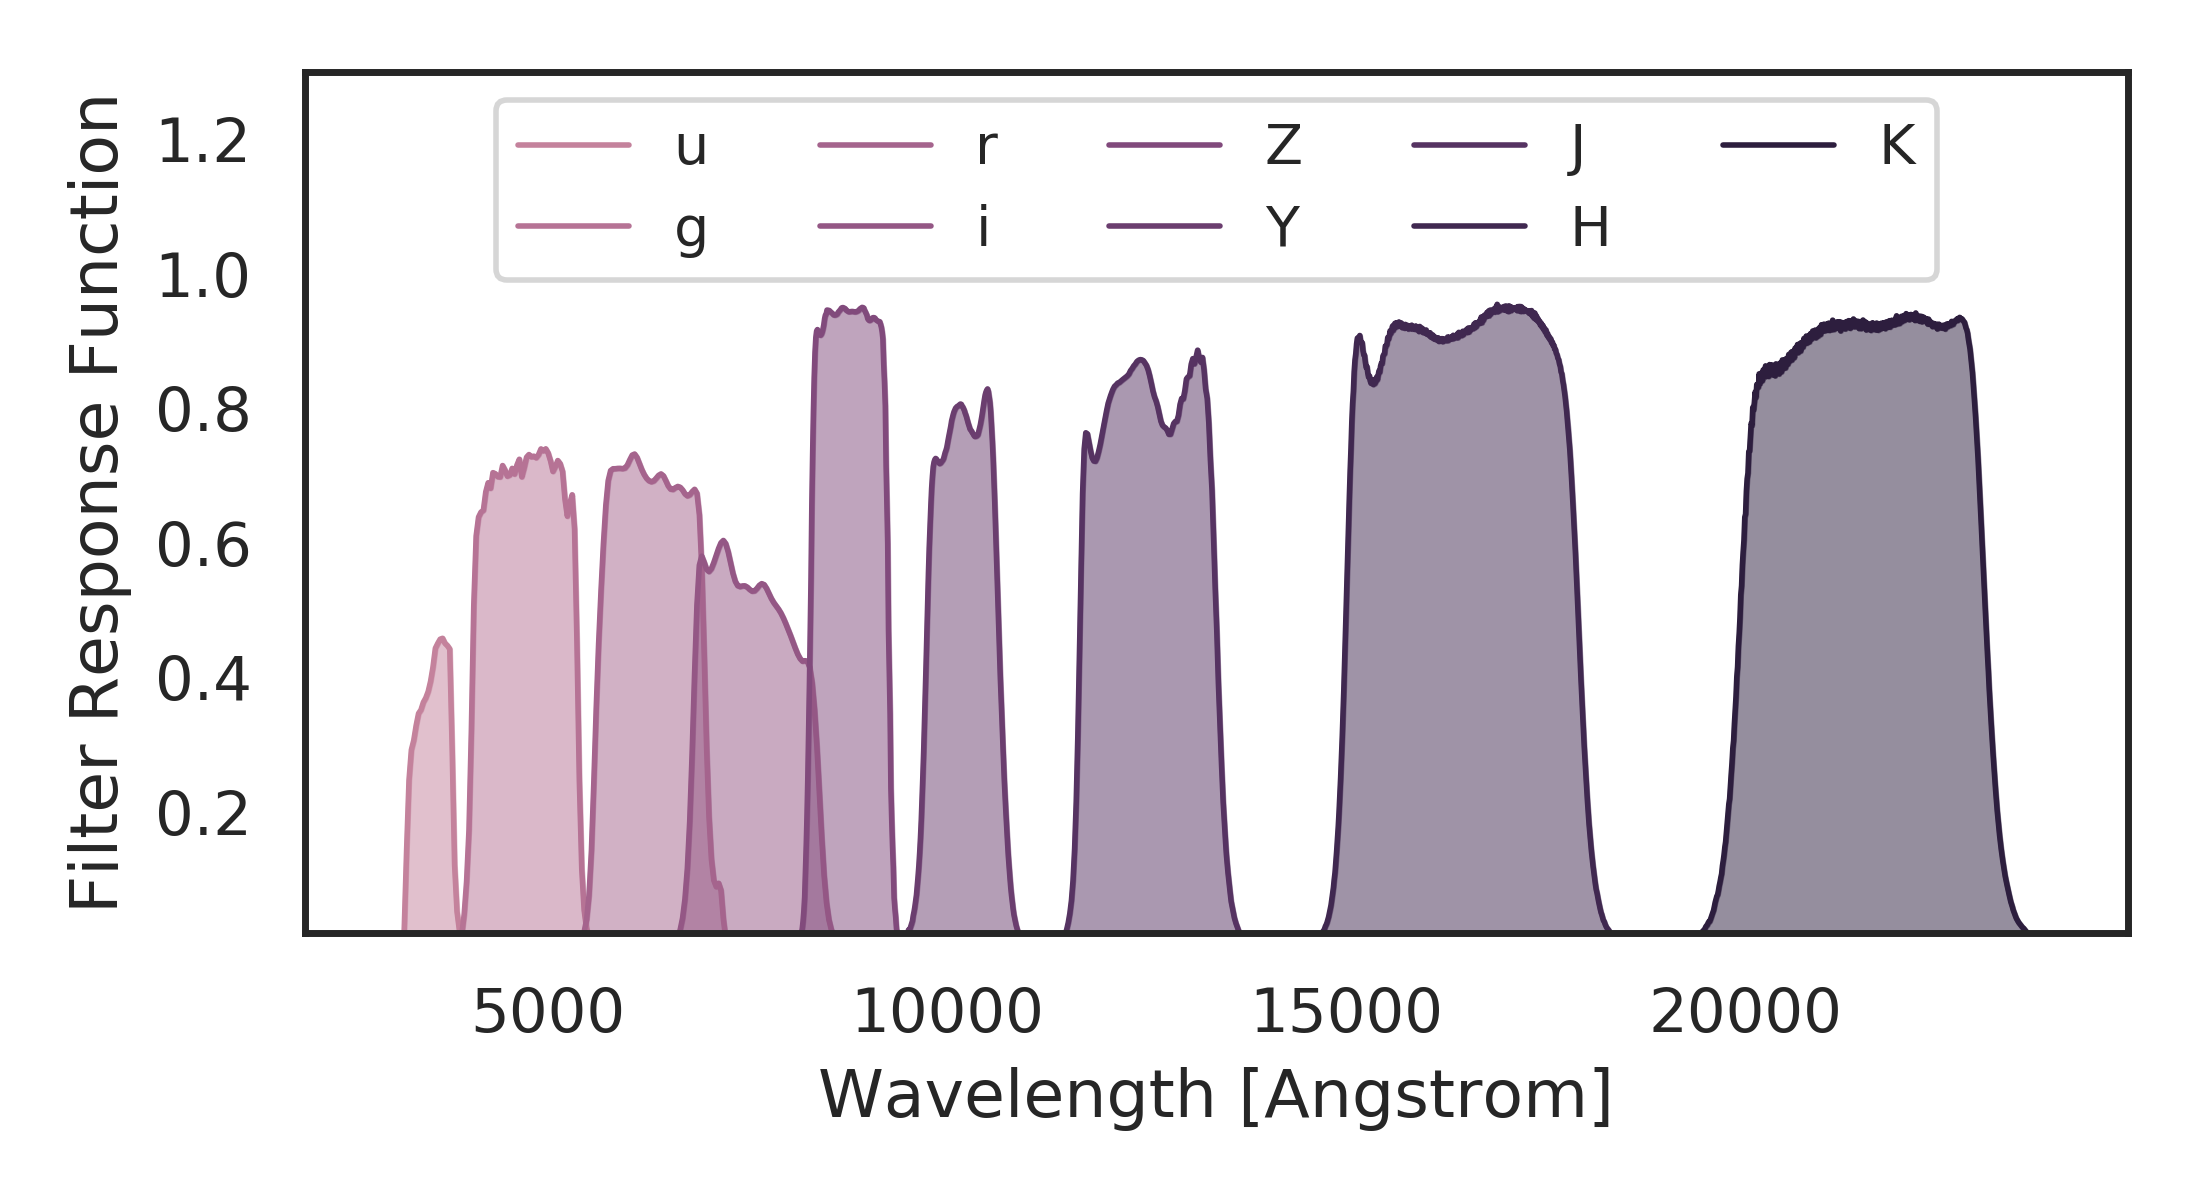 Filter Response Function
1.2
1.0
0.8
0.6
0.4
0.2
u r Z J K
g i Y H
5000 10000 15000 20000
Wavelength [Angstrom]